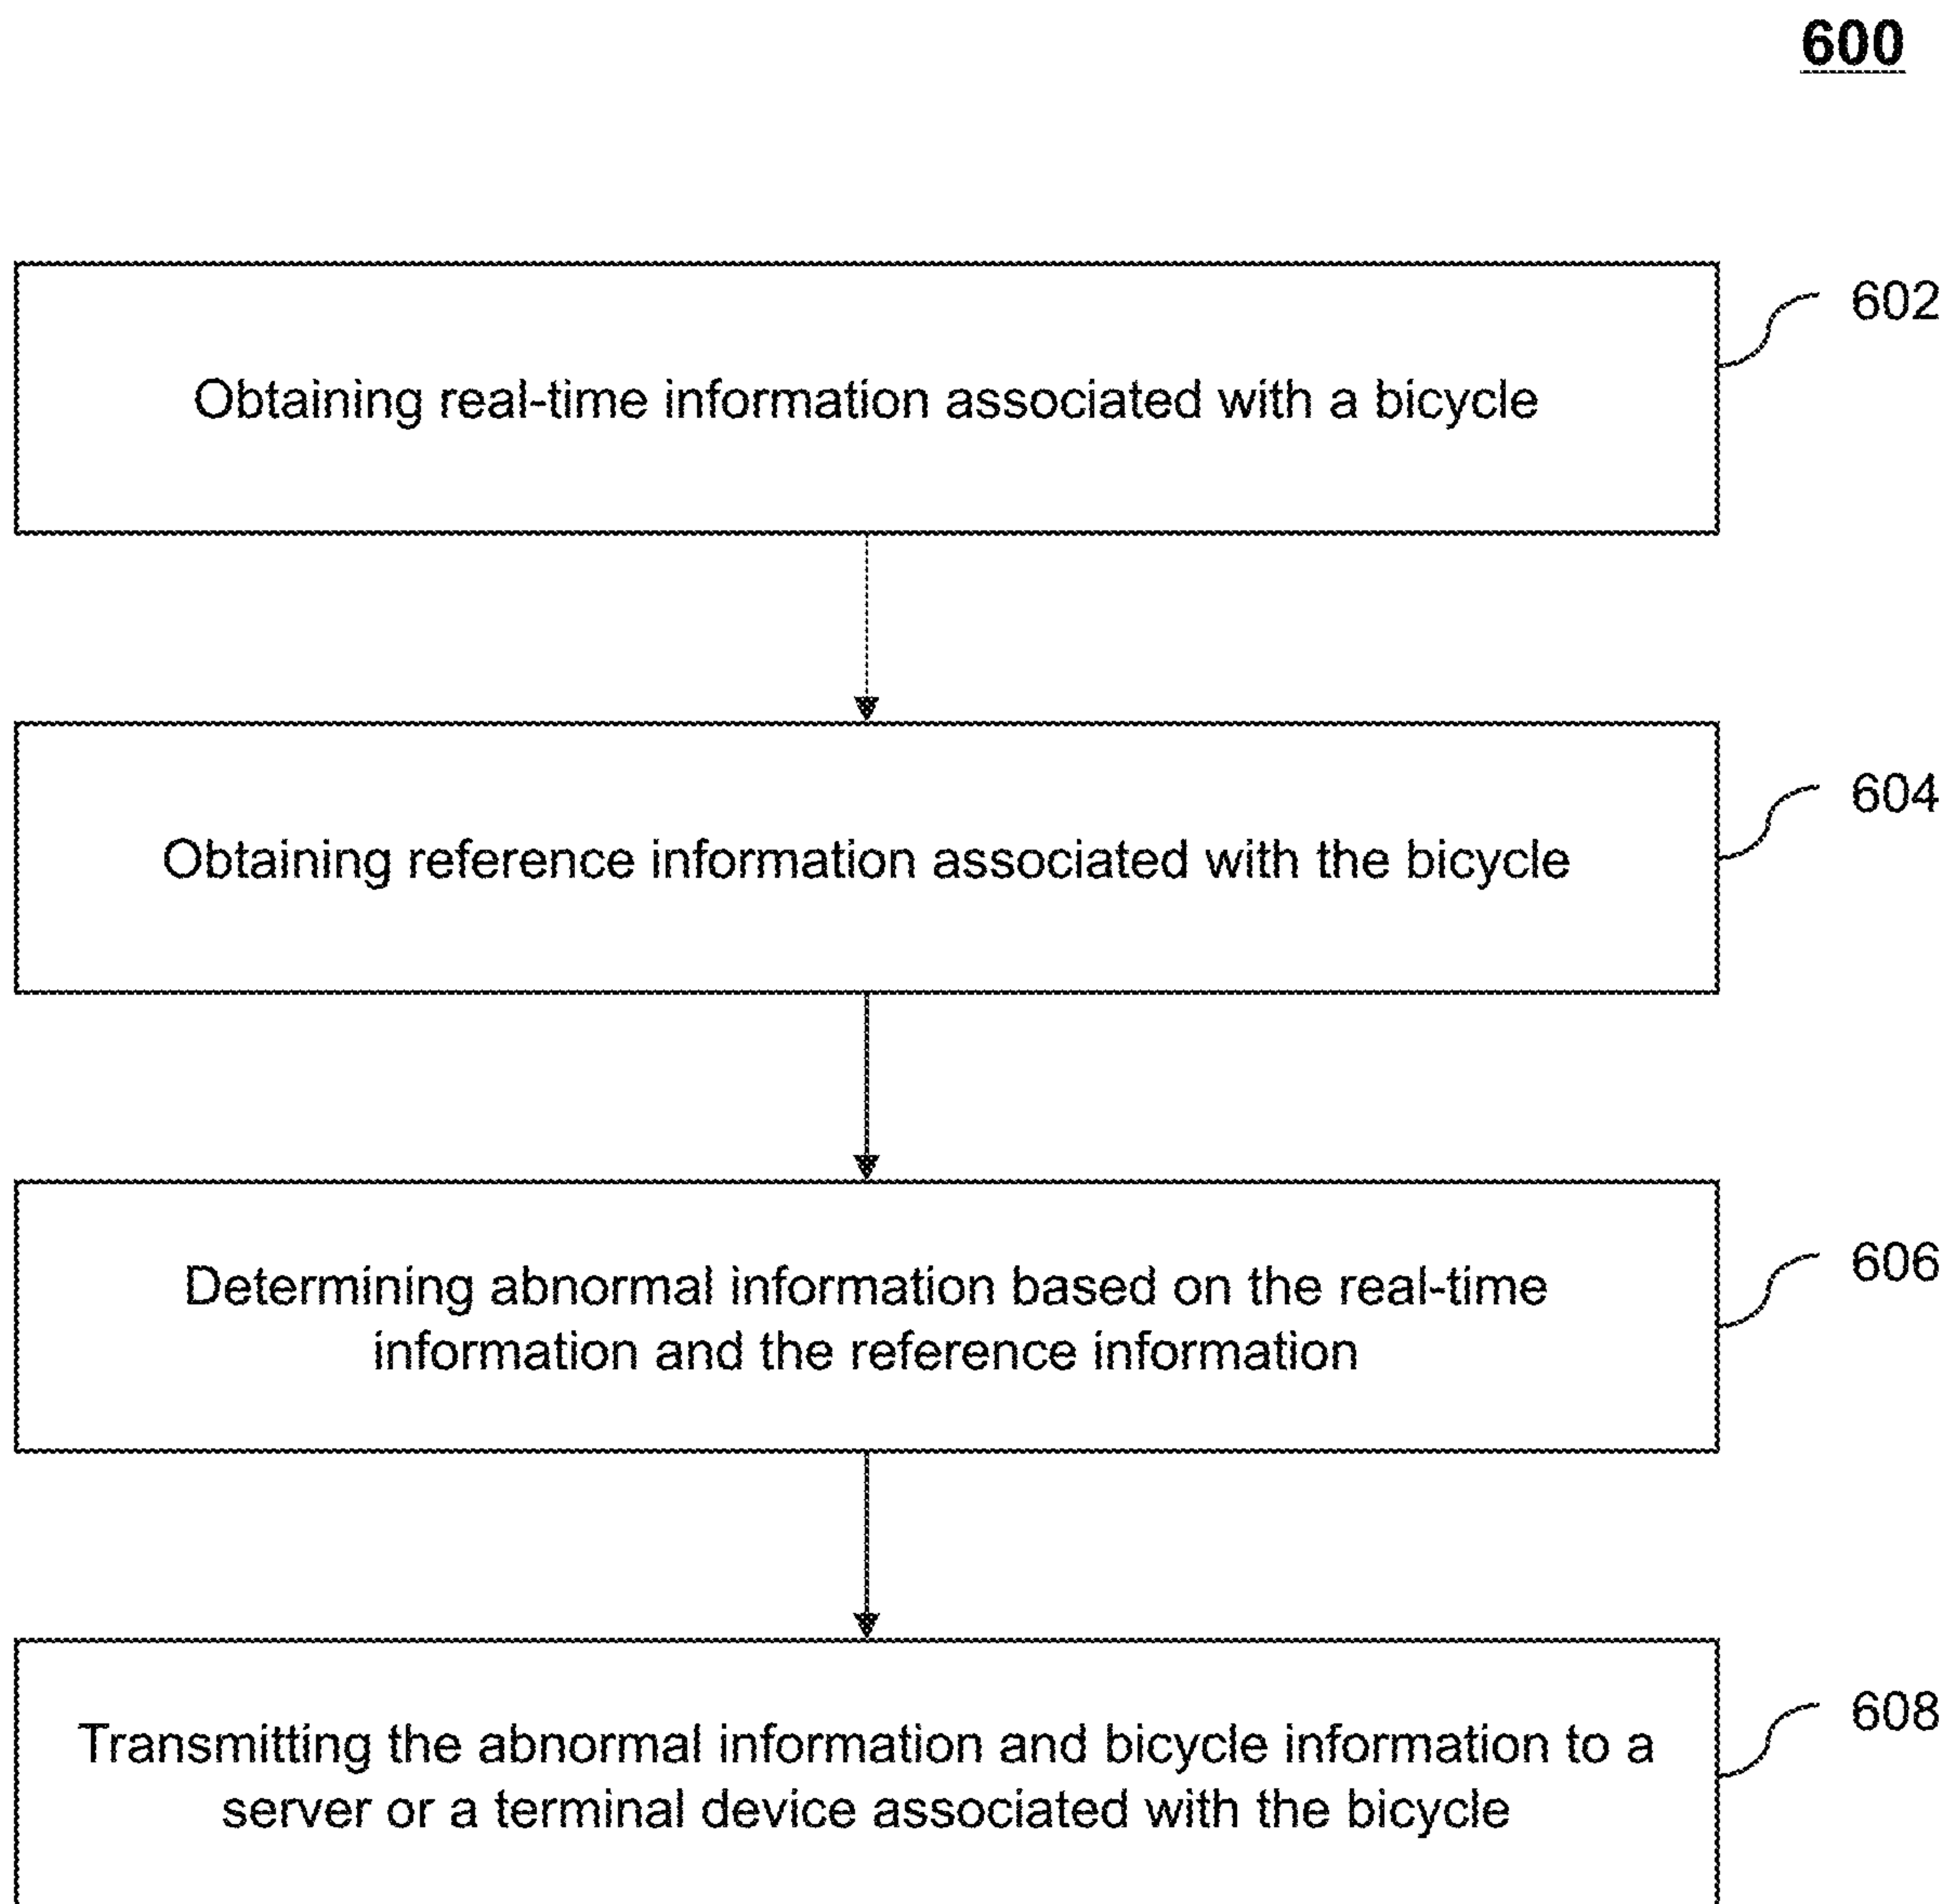 600
602
Obtaining real-time information associated with a bicycle
604
Obtaining reference information associated with the bicycle
606
Determining abnormal information based on the real-time
information and the reference information
608
Transmitting the abnormal information and bicycle information to a
server or a terminal device associated with the bicycle